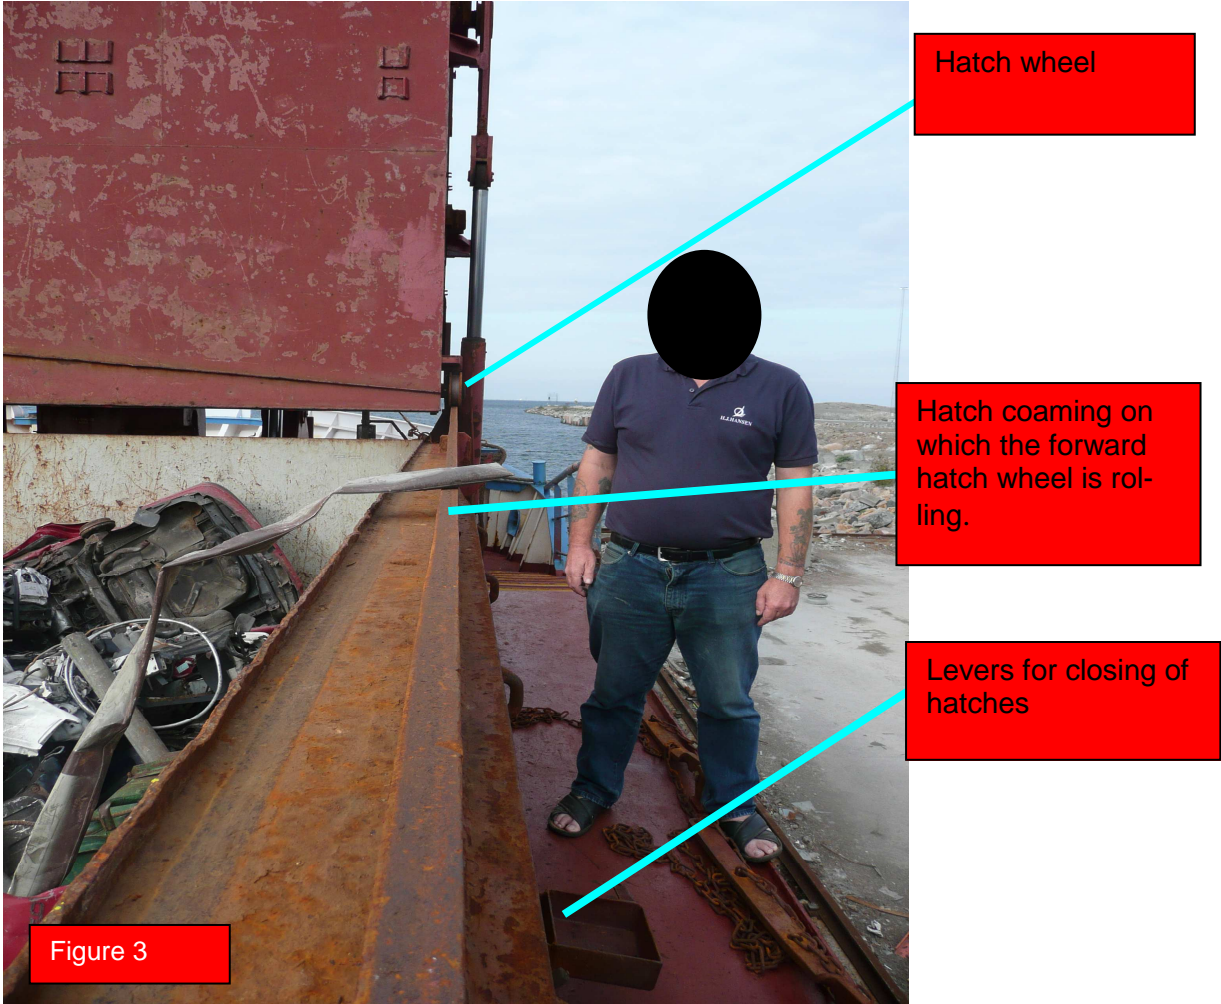 Hatch wheel
H.J.HANSEN
Hatch coaming on
which the forward
hatch wheel is rol-
ling.
Levers for closing of
hatches
Figure 3